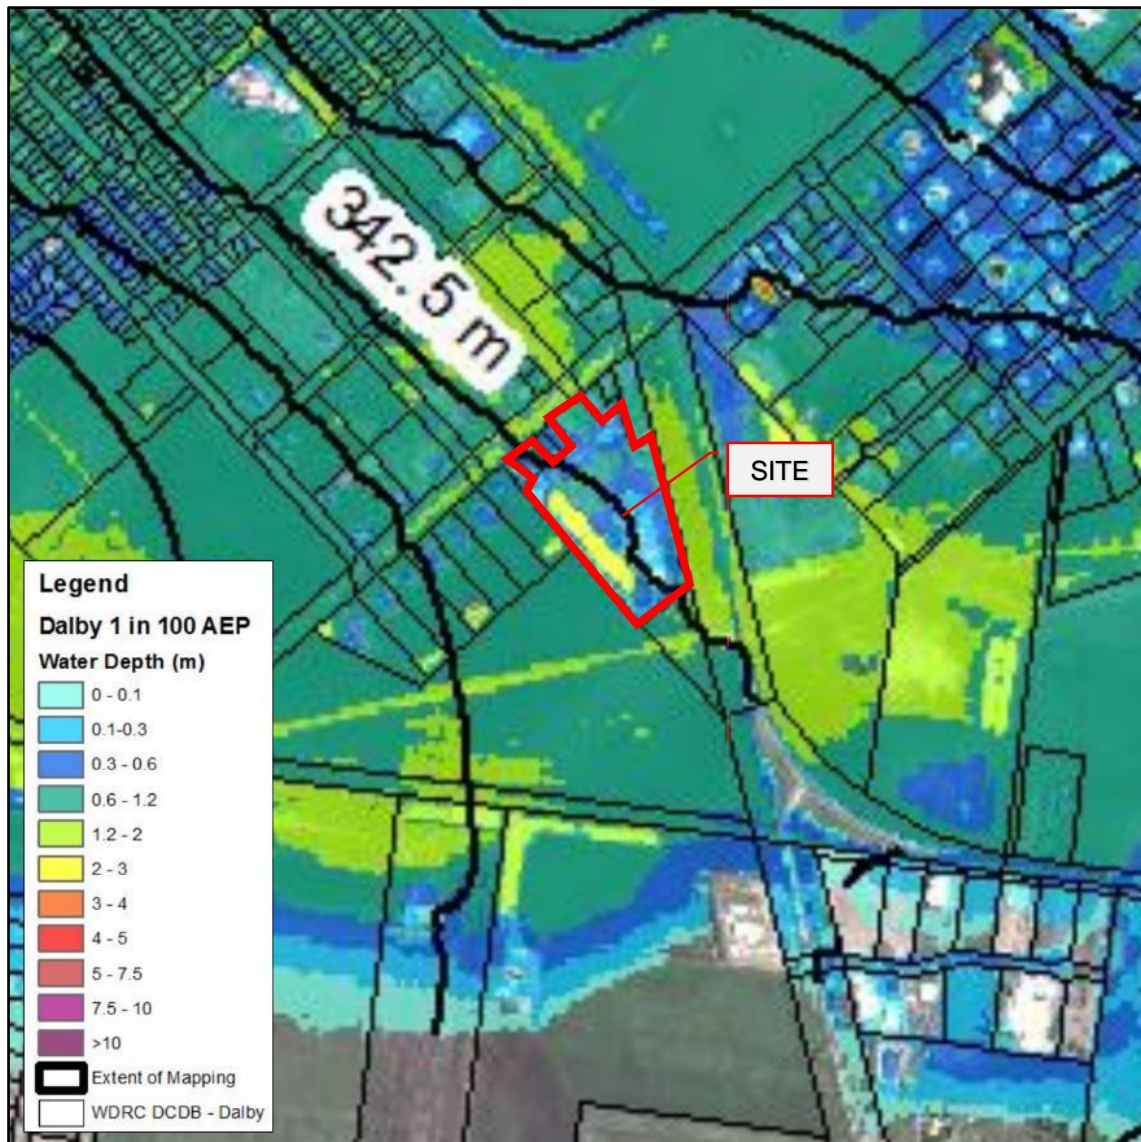 342.5 m
SITE
Legend
Dalby 1 in 100 AEP
Water Depth (m)
0 - 0.1
0.1-0.3
0.3 - 0.6
0.6 - 1.2
1.2 - 2
2 - 3
3 - 4
4 - 5
5 - 7.5
7.5 - 10
>10
Extent of Mapping
WDRC DCDB - Dalby